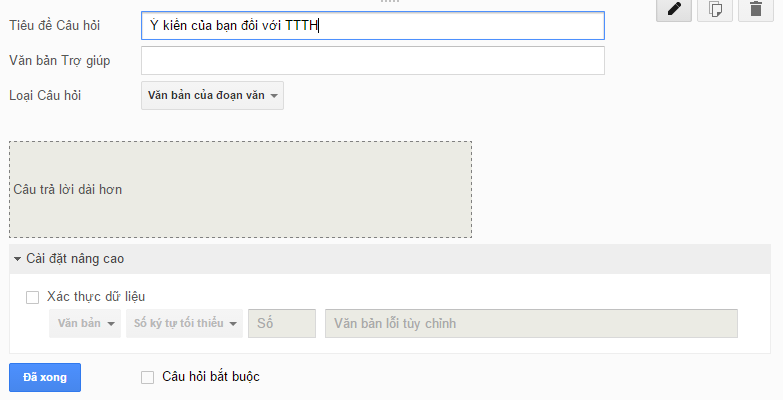 Tiêu đề Câu hỏi Ý kiến của bạn đối với TTTH
Văn bản Trợ giúp
Loại Câu hỏi Văn bản của đoạn văn
Câu trả lời dài hơn
Cài đặt nâng cao
Xác thực dữ liệu
Văn bản Số ký tự tối thiểu Số Văn bản lỗi tùy chỉnh
Đã xong Câu hỏi bắt buộc